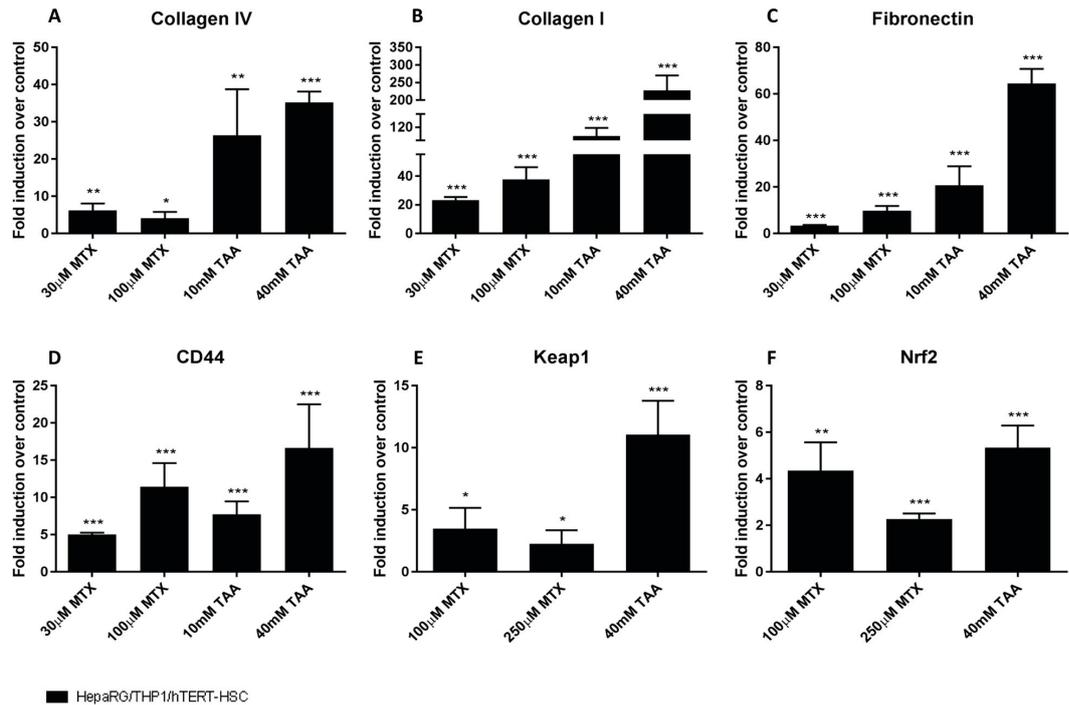 A Collagen IV
Fold induction over control
50
40
30
20
10
0
** * ** ***
30µM MTX
100µM MTX
10mM TAA
40mM TAA
B Collagen I
Fold induction over control
350
300
250
200
120
40
20
0
*** *** *** ***
30µM MTX
100µM MTX
10mM TAA
40mM TAA
C Fibronectin
Fold induction over control
80
60
40
20
0
*** *** *** ***
30µM MTX
100µM MTX
10mM TAA
40mM TAA
D CD44
Fold induction over control
25
20
15
10
5
0
*** *** *** ***
30µM MTX
100µM MTX
10mM TAA
40mM TAA
E Keap1
Fold induction over control
15
10
5
0
* * ***
100µM MTX
250µM MTX
40mM TAA
F Nrf2
Fold induction over control
8
6
4
2
0
** *** ***
100µM MTX
250µM MTX
40mM TAA
HepaRG/THP1/hTERT-HSC